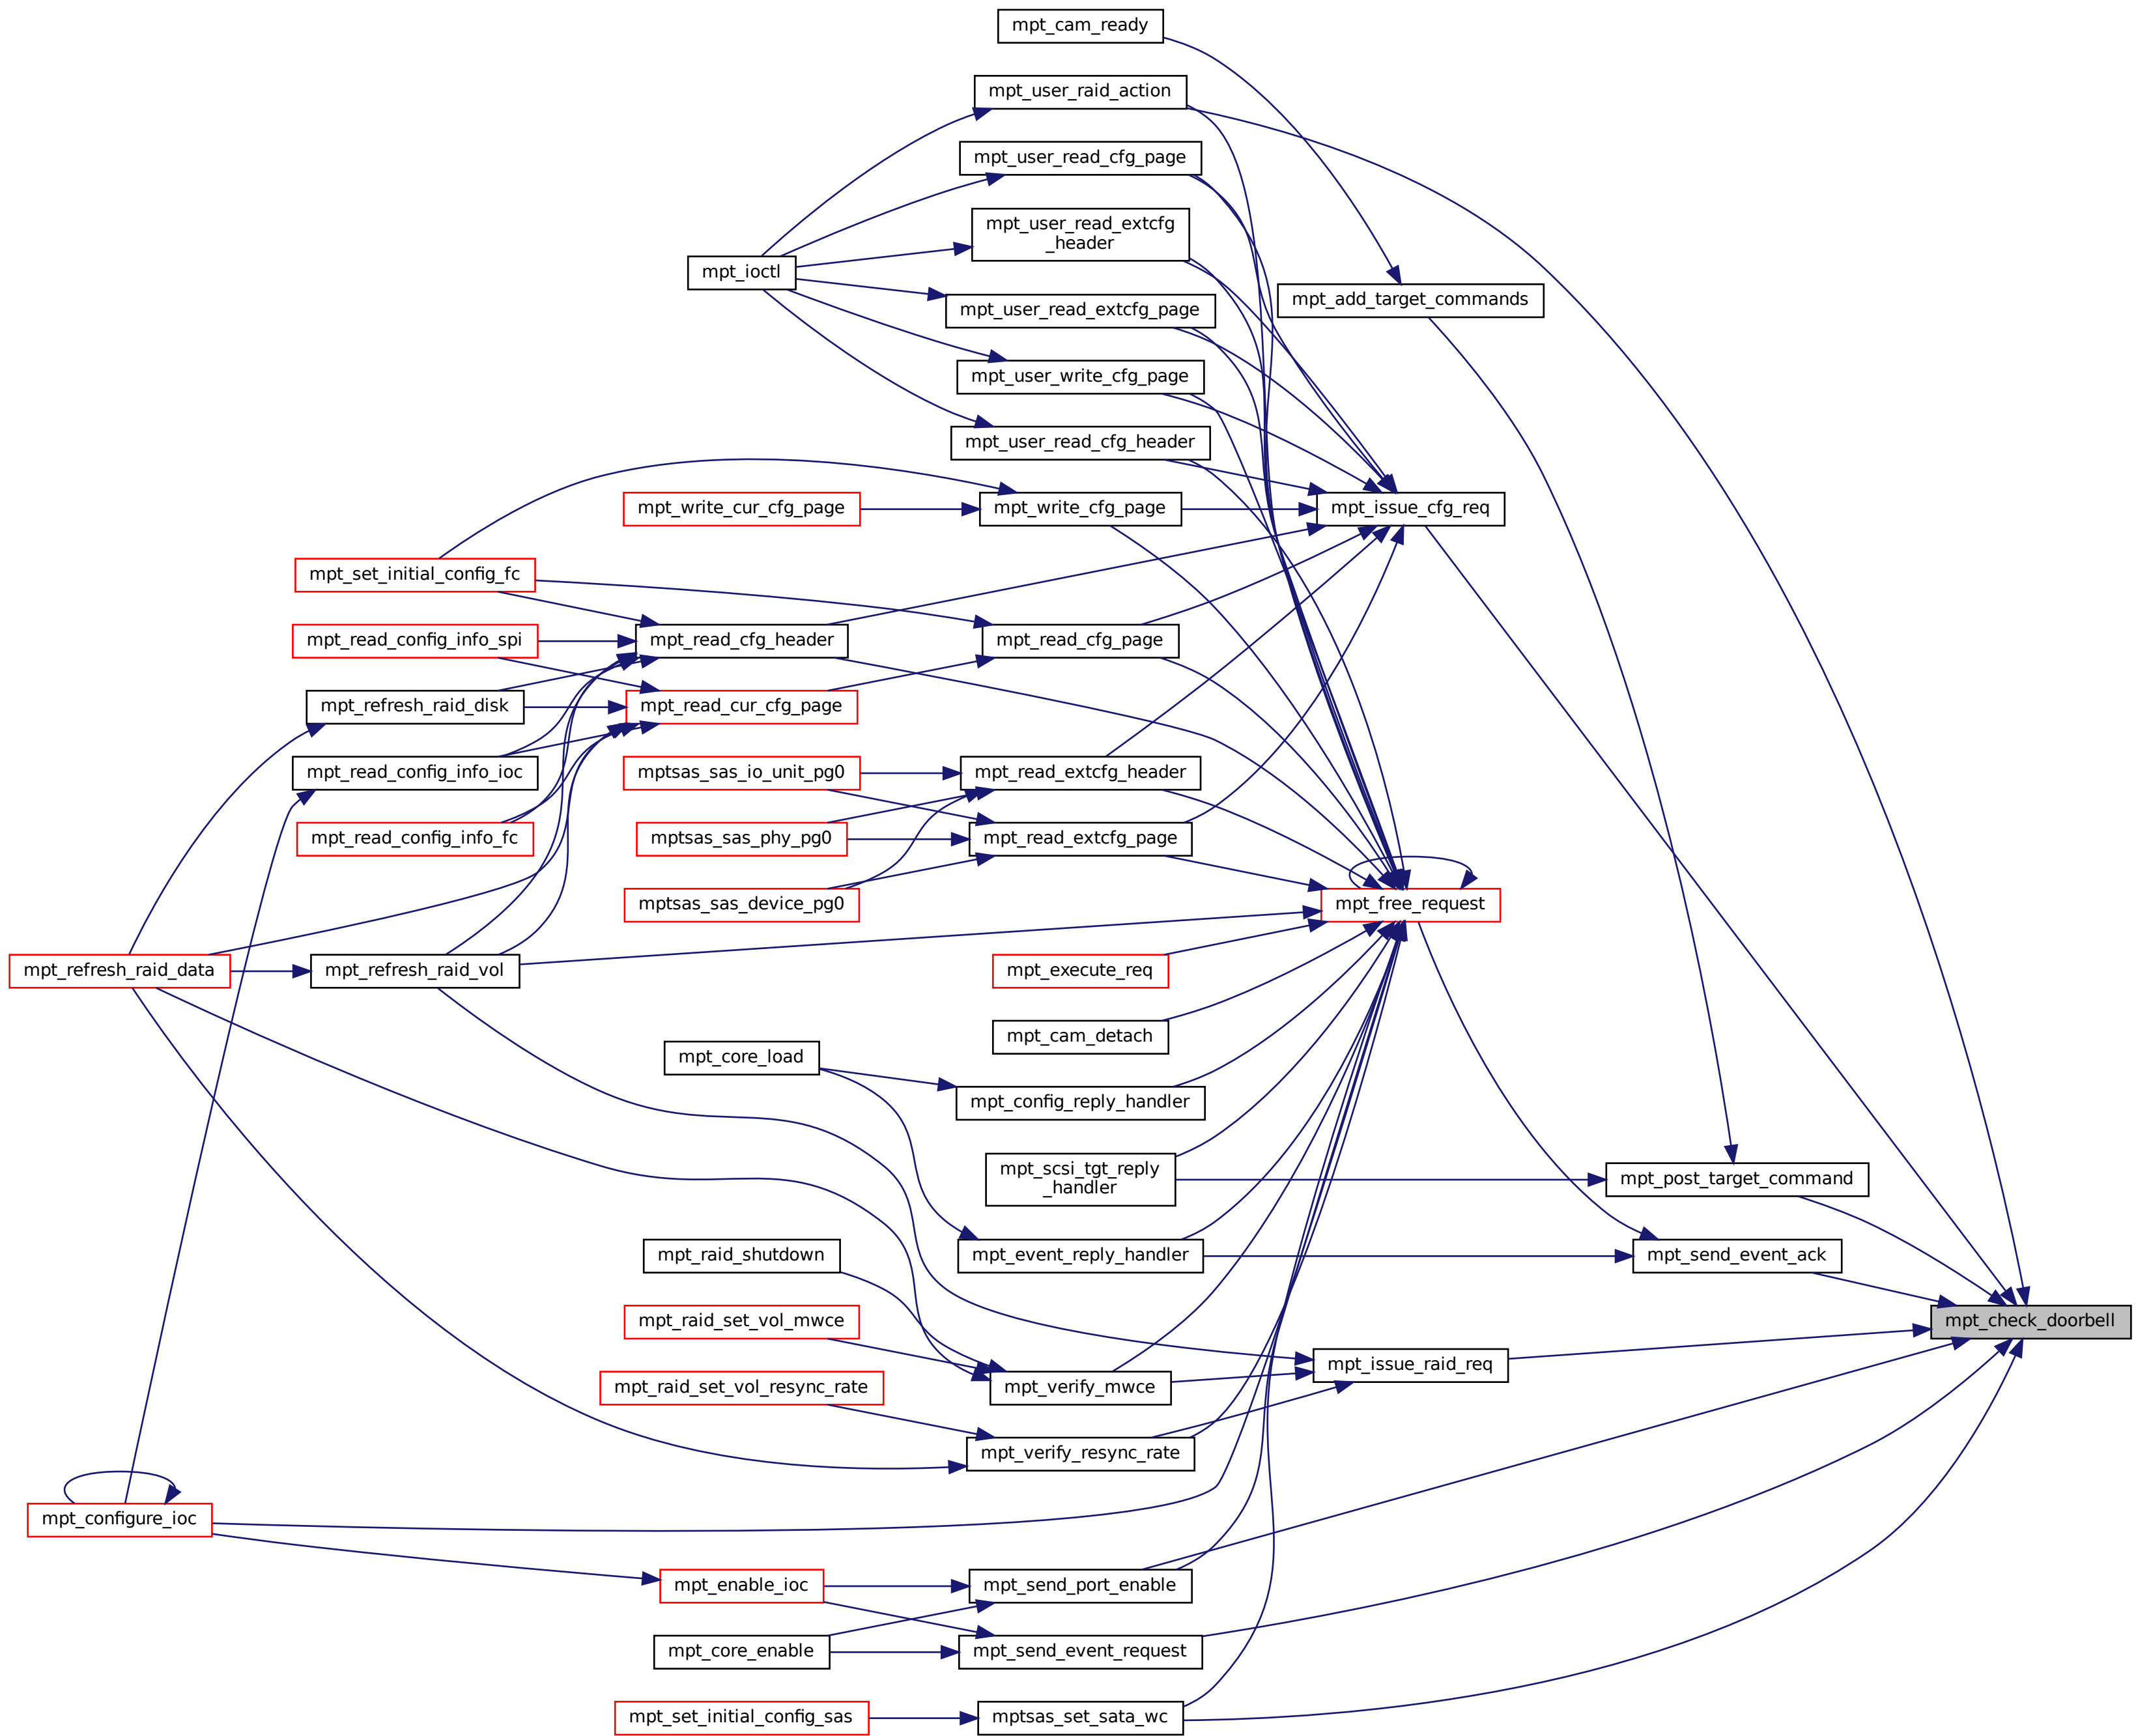 mpt_cam_ready
mpt_user_raid_action
mpt_user_read_cfg_page
mpt_user_read_extcfg
_header
mpt_ioctl
mpt_add_target_commands
mpt_user_read_extcfg_page
mpt_user_write_cfg_page
mpt_user_read_cfg_header
mpt_write_cur_cfg_page
mpt_write_cfg_page
mpt_issue_cfg_req
mpt_set_initial_config_fc
mpt_read_config_info_spi
mpt_read_cfg_header
mpt_read_cfg_page
mpt_refresh_raid_disk
mpt_read_cur_cfg_page
mpt_read_config_info_ioc
mptsas_sas_io_unit_pg0
mpt_read_extcfg_header
mpt_read_config_info_fc
mptsas_sas_phy_pg0
mpt_read_extcfg_page
mptsas_sas_device_pg0
mpt_free_request
mpt_refresh_raid_data
mpt_refresh_raid_vol
mpt_execute_req
mpt_cam_detach
mpt_core_load
mpt_config_reply_handler
mpt_scsi_tgt_reply
_handler
mpt_post_target_command
mpt_raid_shutdown
mpt_event_reply_handler
mpt_send_event_ack
mpt_raid_set_vol_mwce
mpt_check_doorbell
mpt_issue_raid_req
mpt_raid_set_vol_resync_rate
mpt_verify_mwce
mpt_verify_resync_rate
mpt_configure_ioc
mpt_enable_ioc
mpt_send_port_enable
mpt_core_enable
mpt_send_event_request
mpt_set_initial_config_sas
mptsas_set_sata_wc